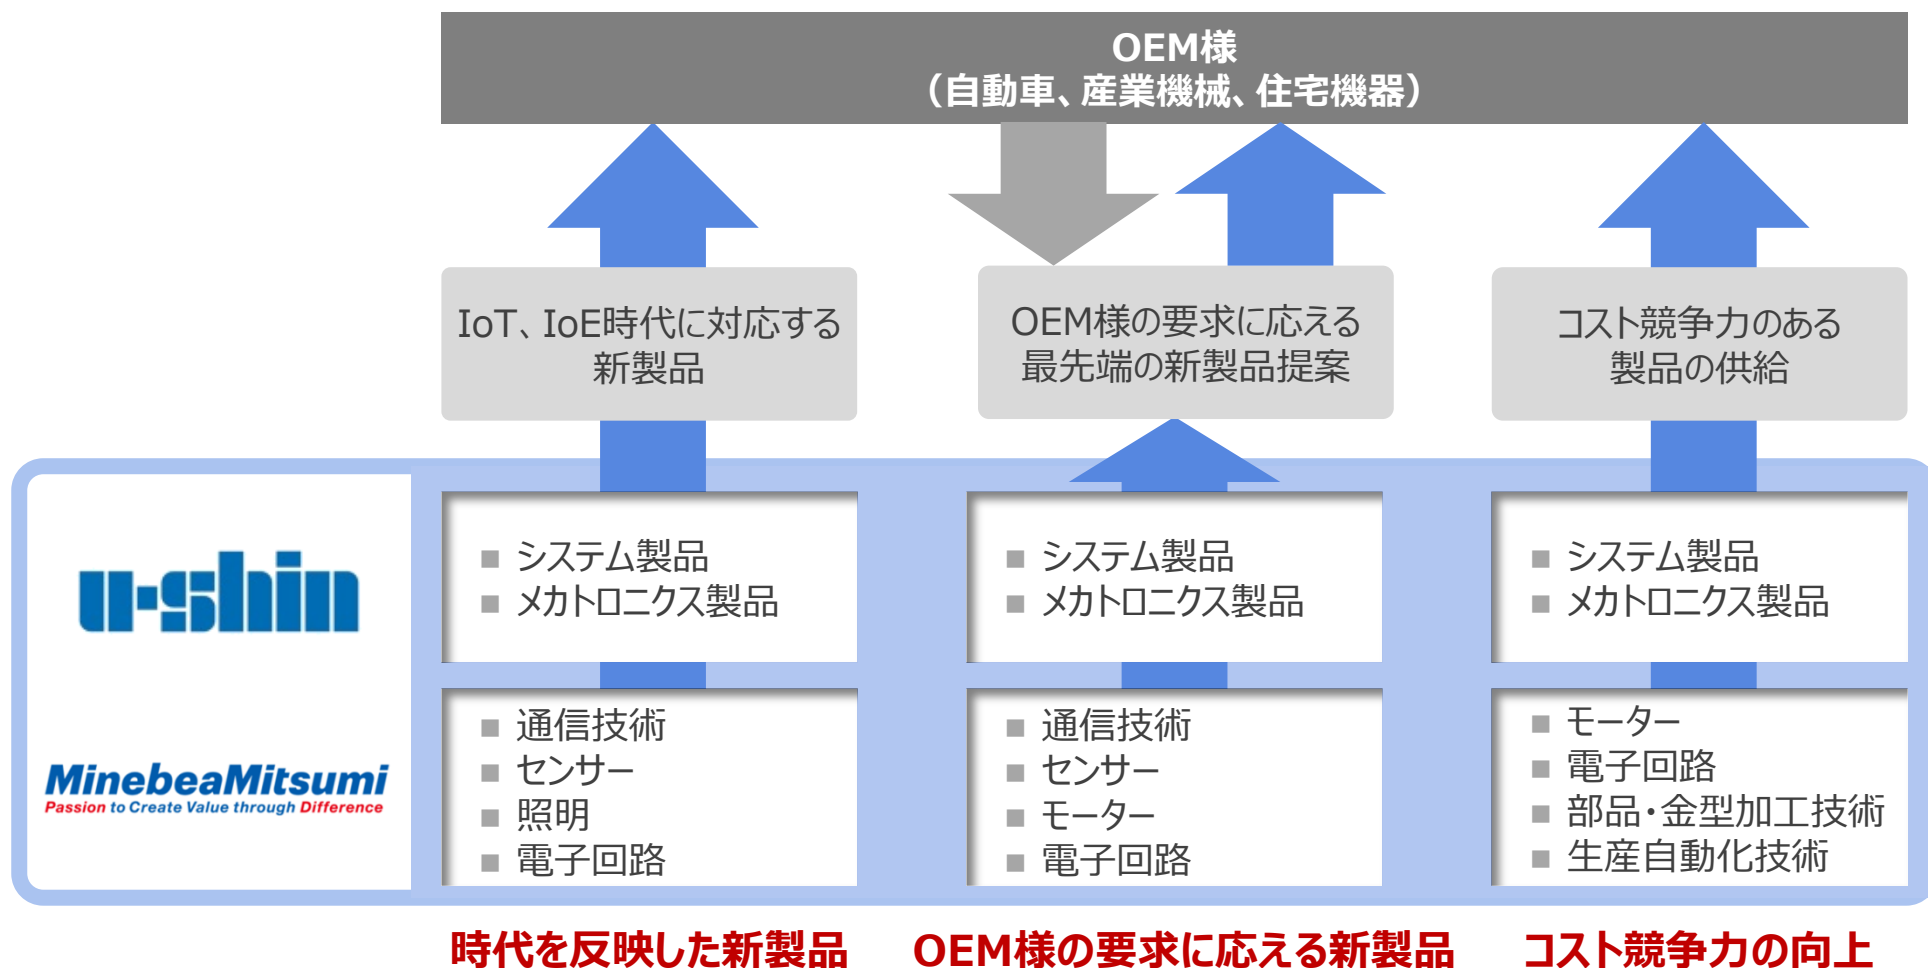 OEM様
（自動車、産業機械、住宅機器）
IoT、IoE時代に対応する
新製品
OEM様の要求に応える
最先端の新製品提案
コスト競争力のある
製品の供給
u-shin
■ システム製品
■ メカトロニクス製品
■ システム製品
■ メカトロニクス製品
■ システム製品
■ メカトロニクス製品
MinebeaMitsumi
Passion to Create Value through Difference
■ 通信技術
■ センサー
■ 照明
■ 電子回路
■ 通信技術
■ センサー
■ モーター
■ 電子回路
■ モーター
■ 電子回路
■ 部品・金型加工技術
■ 生産自動化技術
時代を反映した新製品
OEM様の要求に応える新製品
コスト競争力の向上